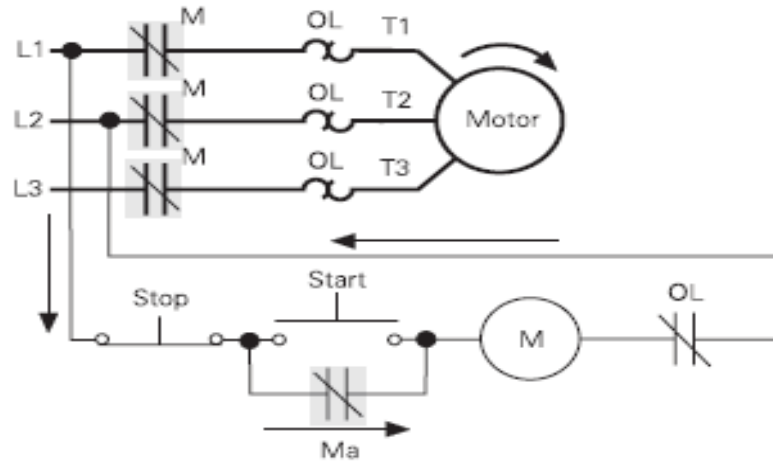 M OL T1
L1
M OL T2
L2 Motor
M OL T3
L3
Stop Start OL
M
Ma